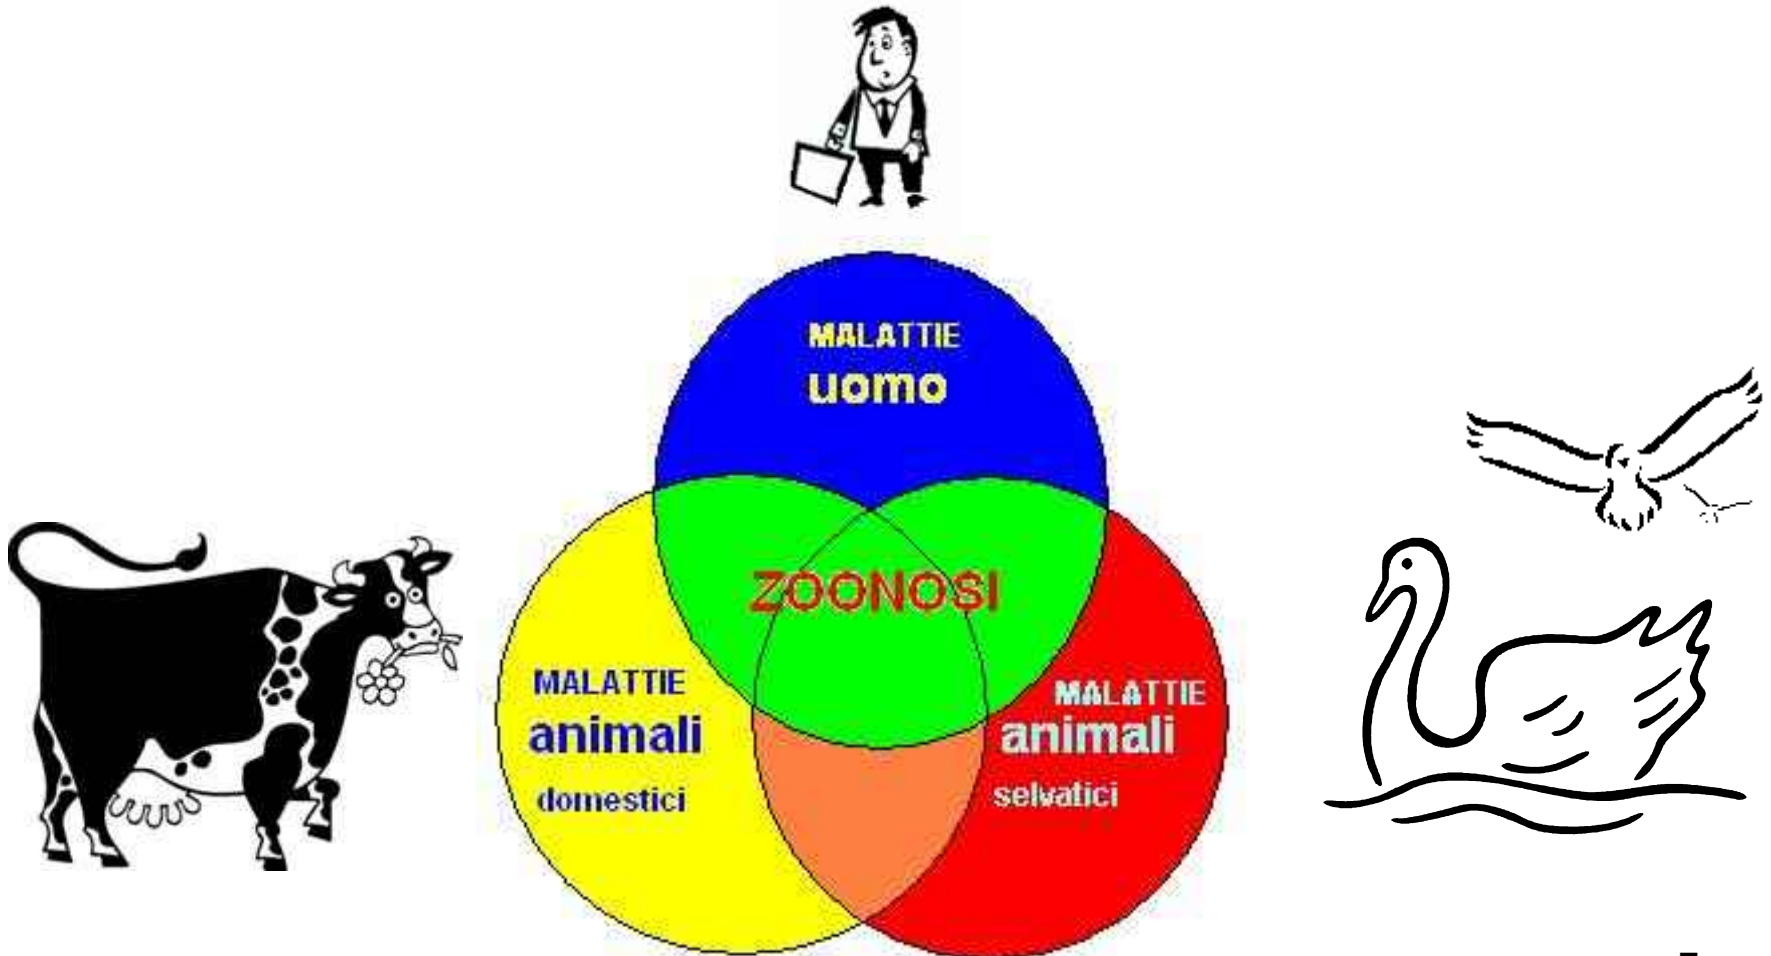 MALATTIE
uomo
ZOONOSI
MALATTIE
animali
domestici
MALATTIE
animali
selvatici